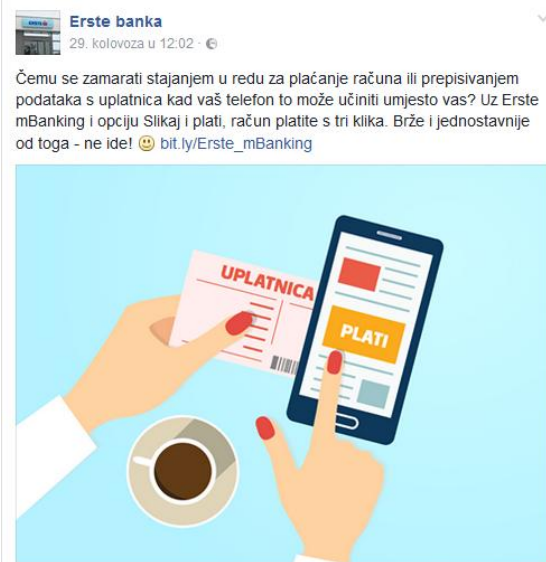 Erste banka
29. kolovoza u 12:02 ·
Čemu se zamarati stajanjem u redu za plaćanje računa ili prepisivanjem
podataka s uplatnica kad vaš telefon to može učiniti umjesto vas? Uz Erste
mBanking i opciju Slikaj i plati, račun platite s tri klika. Brže i jednostavnije
od toga - ne ide! 🙂 bit.ly/Erste_mBanking
UPLATNICA
PLATI